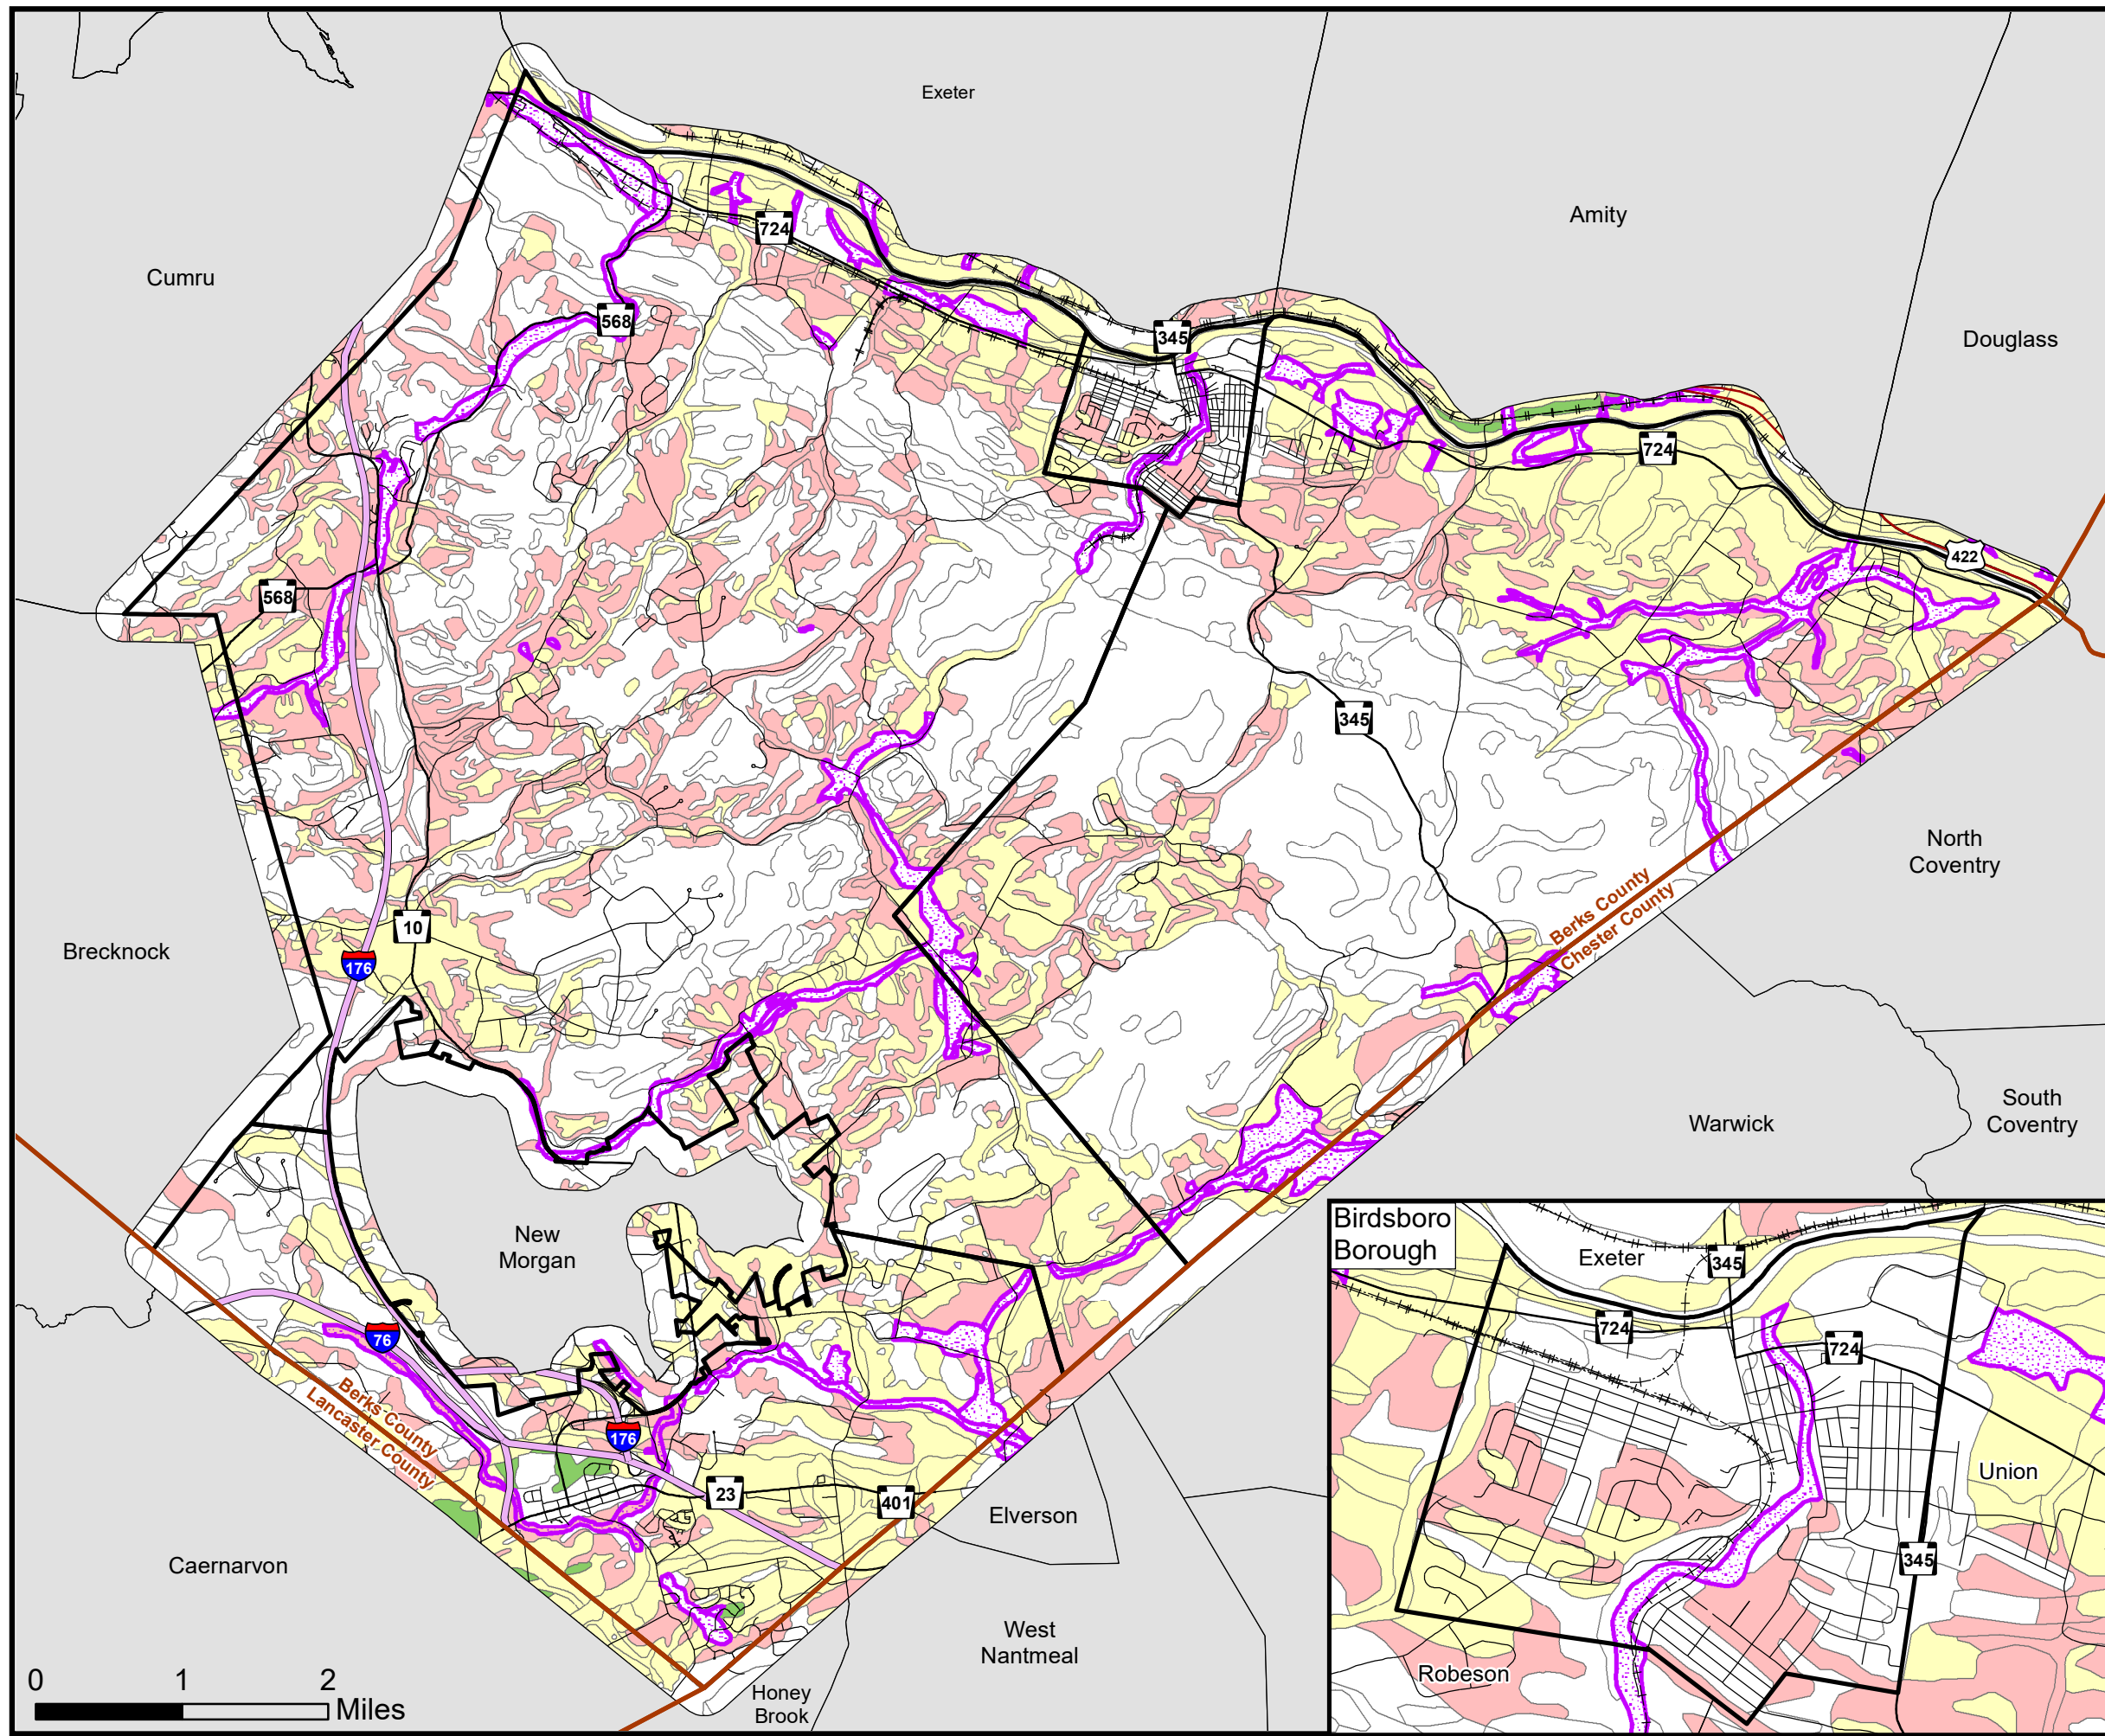 Exeter
Amity
724
Cumru
568
345
Douglass
724
422
568
345
North
Coventry
Berks County
Chester County
10
Brecknock
176
South
Coventry
Warwick
New
Morgan
Birdsboro
Borough
Exeter
345
724
724
76
Berks County
Lancaster County
176
23
401
Union
Elverson
345
Caernarvon
West
Nantmeal
Robeson
0 1 2
Miles
Honey
Brook